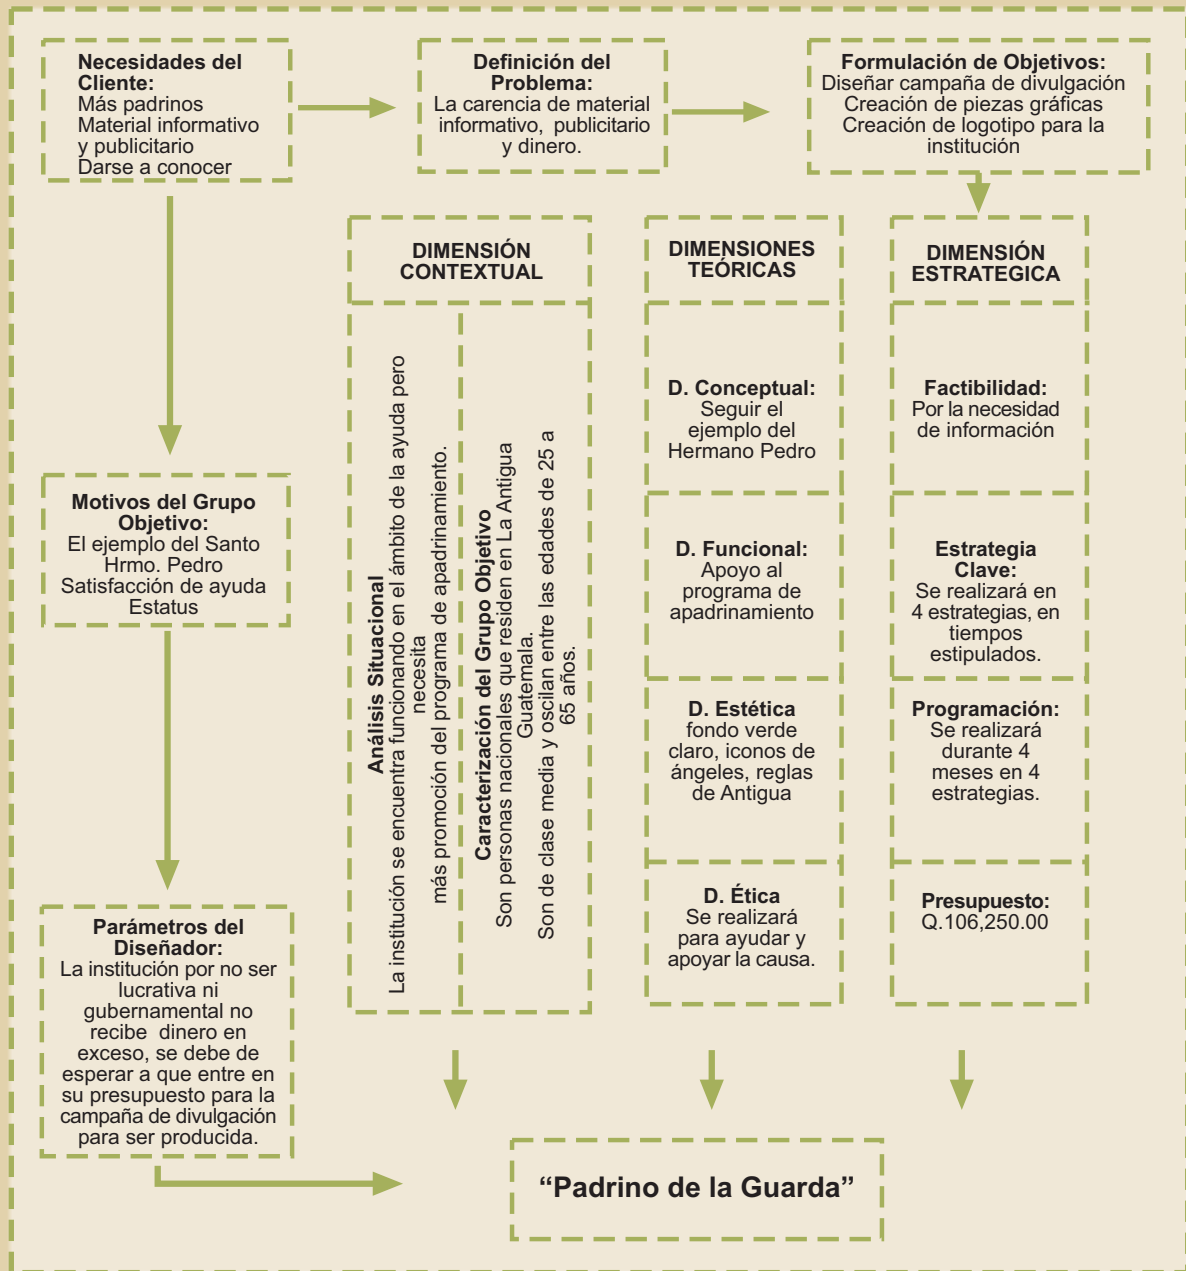 Necesidades del
Cliente:
Más padrinos
Material informativo
y publicitario
Darse a conocer
Definición del
Problema:
La carencia de material
informativo, publicitario
y dinero.
Formulación de Objetivos:
Diseñar campaña de divulgación
Creación de piezas gráficas
Creación de logotipo para la
institución
Motivos del Grupo
Objetivo:
El ejemplo del Santo
Hrmo. Pedro
Satisfacción de ayuda
Estatus
Parámetros del
Diseñador:
La institución por no ser
lucrativa ni
gubernamental no
recibe dinero en
exceso, se debe de
esperar a que entre en
su presupuesto para la
campaña de divulgación
para ser producida.
DIMENSIÓN
CONTEXTUAL
Análisis Situacional
La institución se encuentra funcionando en el ámbito de la ayuda pero
necesita
más promoción del programa de apadrinamiento.
Caracterización del Grupo Objetivo
Son personas nacionales que residen en La Antigua
Guatemala.
Son de clase media y oscilan entre las edades de 25 a
65 años.
DIMENSIONES
TEÓRICAS
D. Conceptual:
Seguir el
ejemplo del
Hermano Pedro
D. Funcional:
Apoyo al
programa de
apadrinamiento
D. Estética
fondo verde
claro, iconos de
ángeles, reglas
de Antigua
D. Ética
Se realizará
para ayudar y
apoyar la causa.
DIMENSIÓN
ESTRATEGICA
Factibilidad:
Por la necesidad
de información
Estrategia
Clave:
Se realizará en
4 estrategias, en
tiempos
estipulados.
Programación:
Se realizará
durante 4
meses en 4
estrategias.
Presupuesto:
Q.106,250.00
“Padrino de la Guarda”